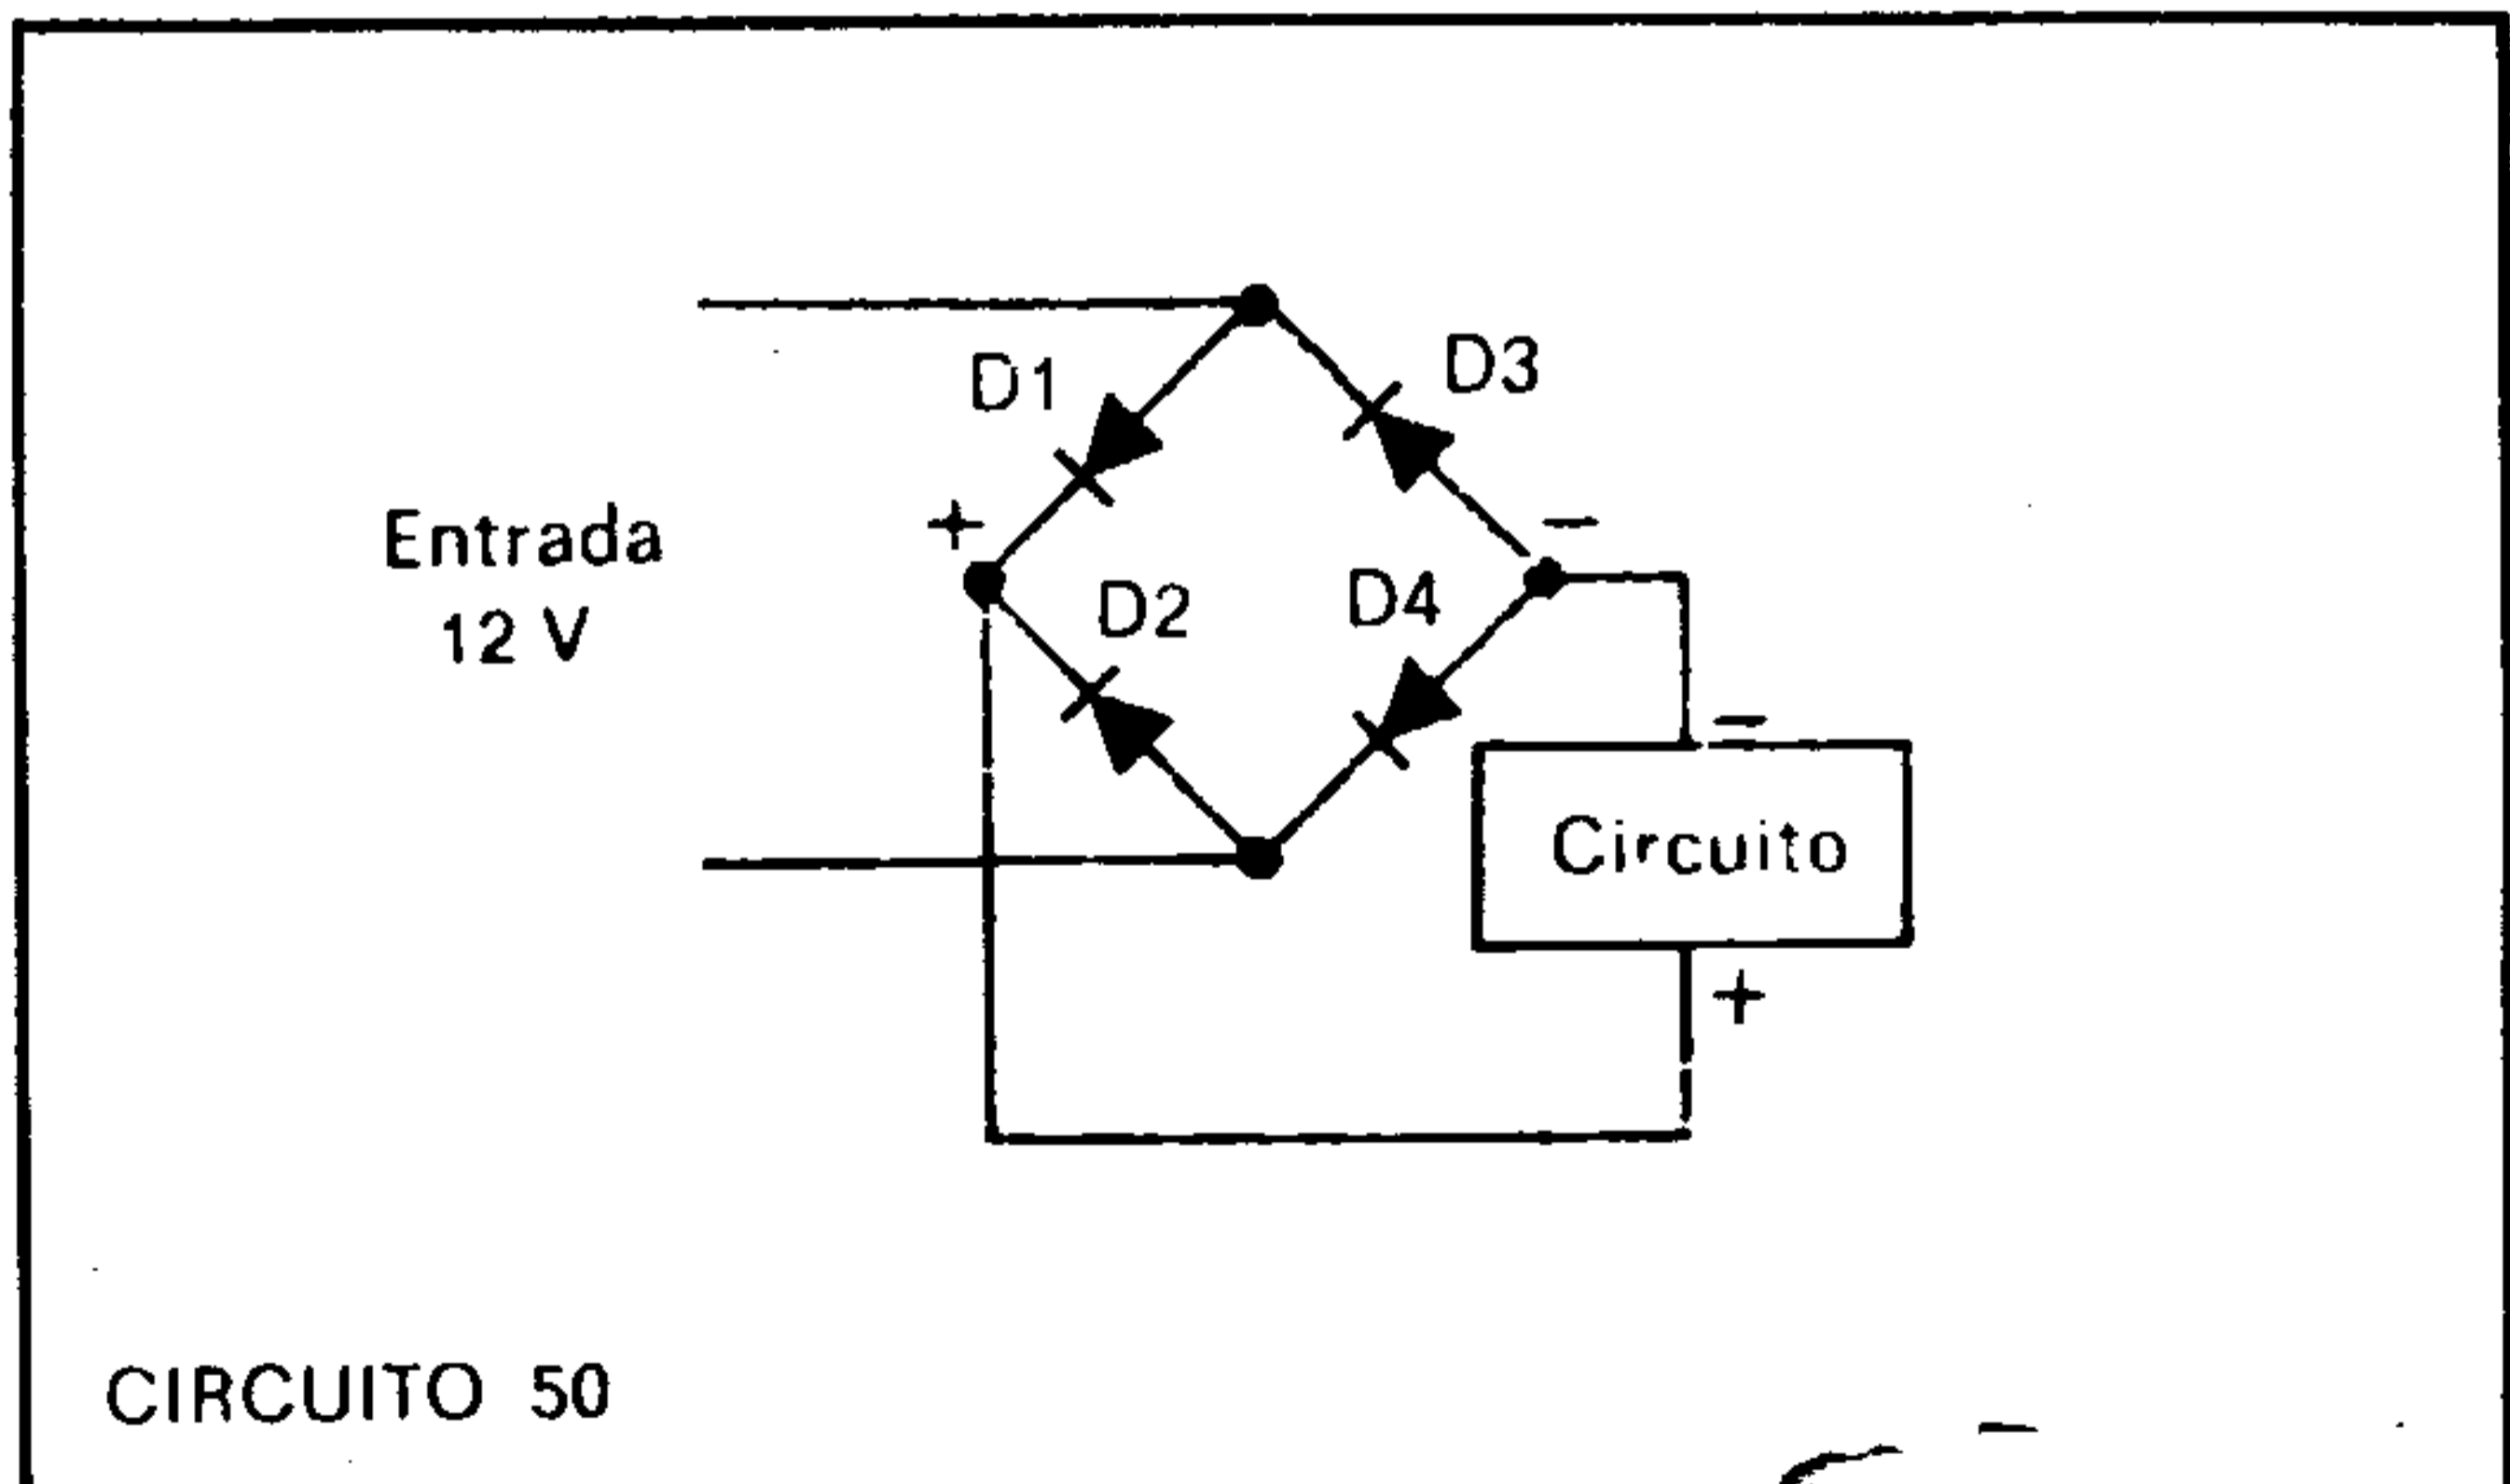 D1
D3
+
−
Entrada
12 V
D2
D4
−
Circuito
+
CIRCUITO 50